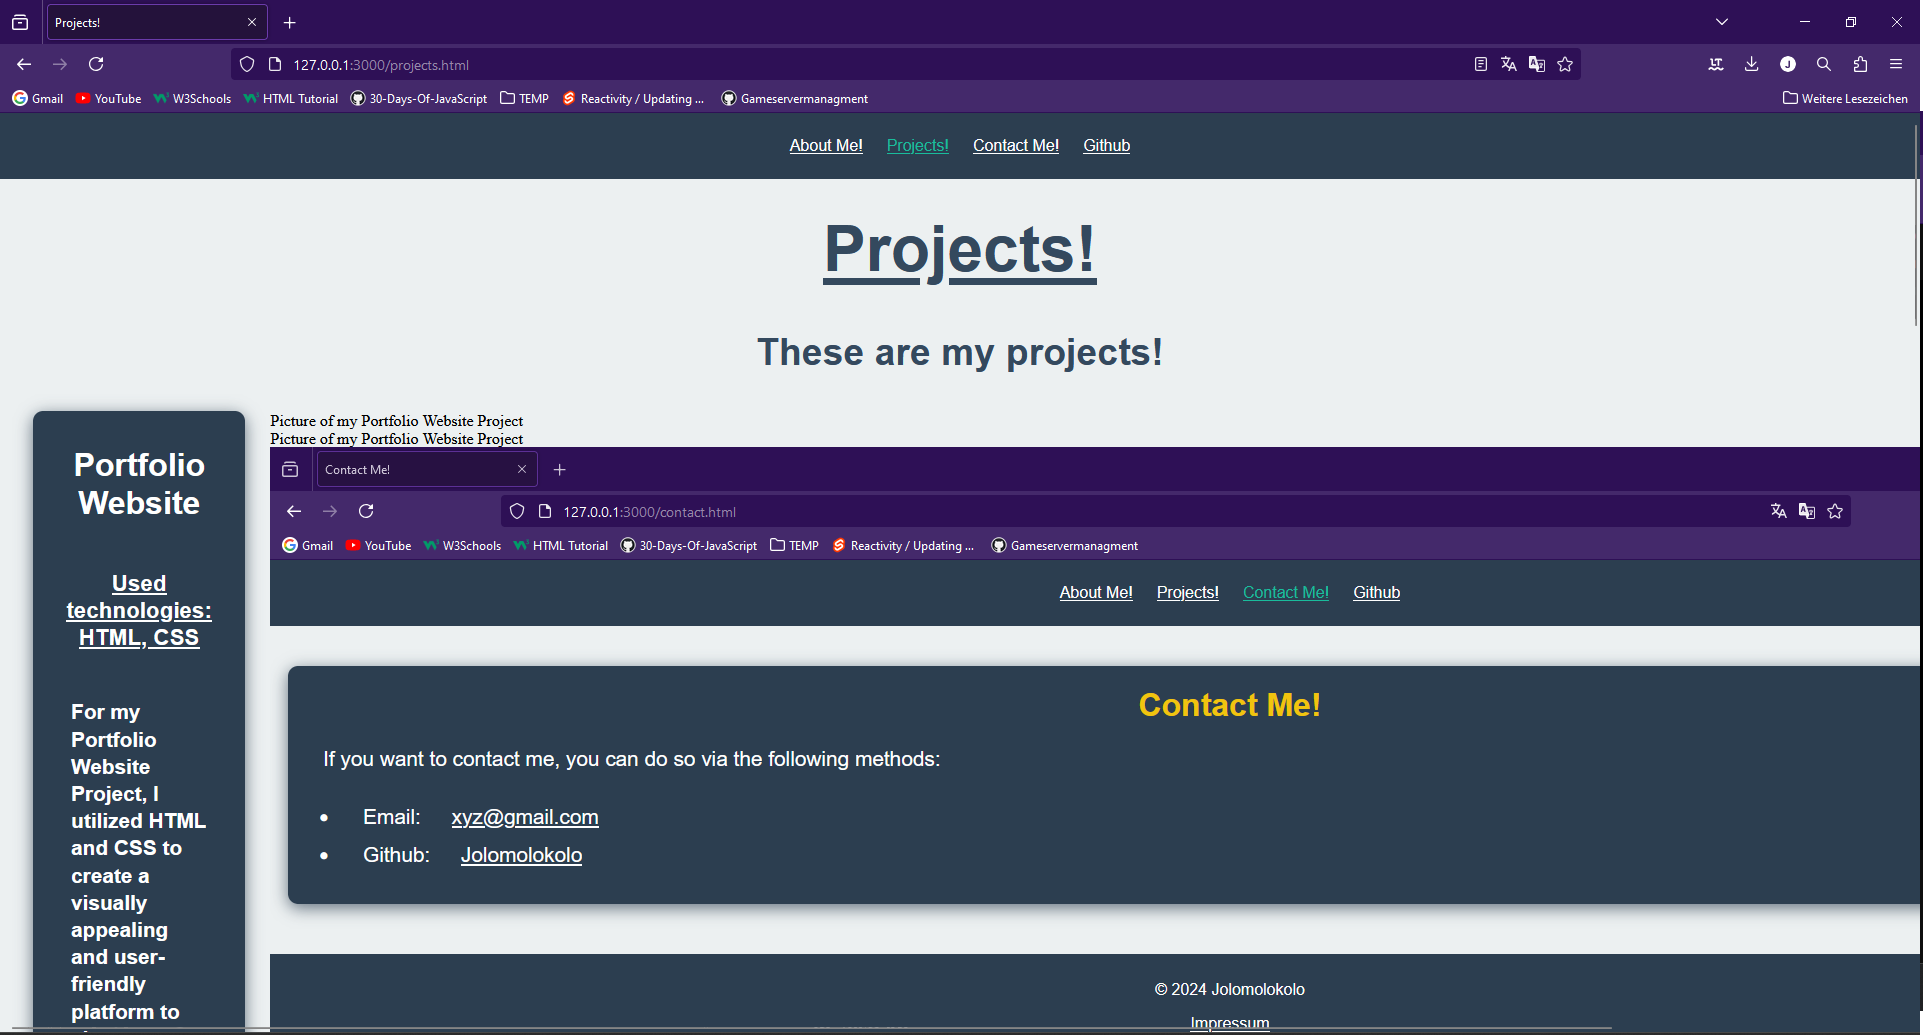 Projects!
127.0.0.1:3000/projects.html
Gmail YouTube W3Schools HTML Tutorial 30-Days-Of-JavaScript TEMP Reactivity / Updating ... Gameservermanagment Weitere Lesezeichen
About Me! Projects! Contact Me! Github
Projects!
These are my projects!
Portfolio
Website
Used
technologies:
HTML, CSS
For my
Portfolio
Website
Project, I
utilized HTML
and CSS to
create a
visually
appealing
and user-
friendly
platform to
Picture of my Portfolio Website Project
Picture of my Portfolio Website Project
Contact Me!
127.0.0.1:3000/contact.html
Gmail YouTube W3Schools HTML Tutorial 30-Days-Of-JavaScript TEMP Reactivity / Updating ... Gameservermanagment
About Me! Projects! Contact Me! Github
Contact Me!
If you want to contact me, you can do so via the following methods:
• Email: xyz@gmail.com
• Github: Jolomolokolo
© 2024 Jolomolokolo
Impressum